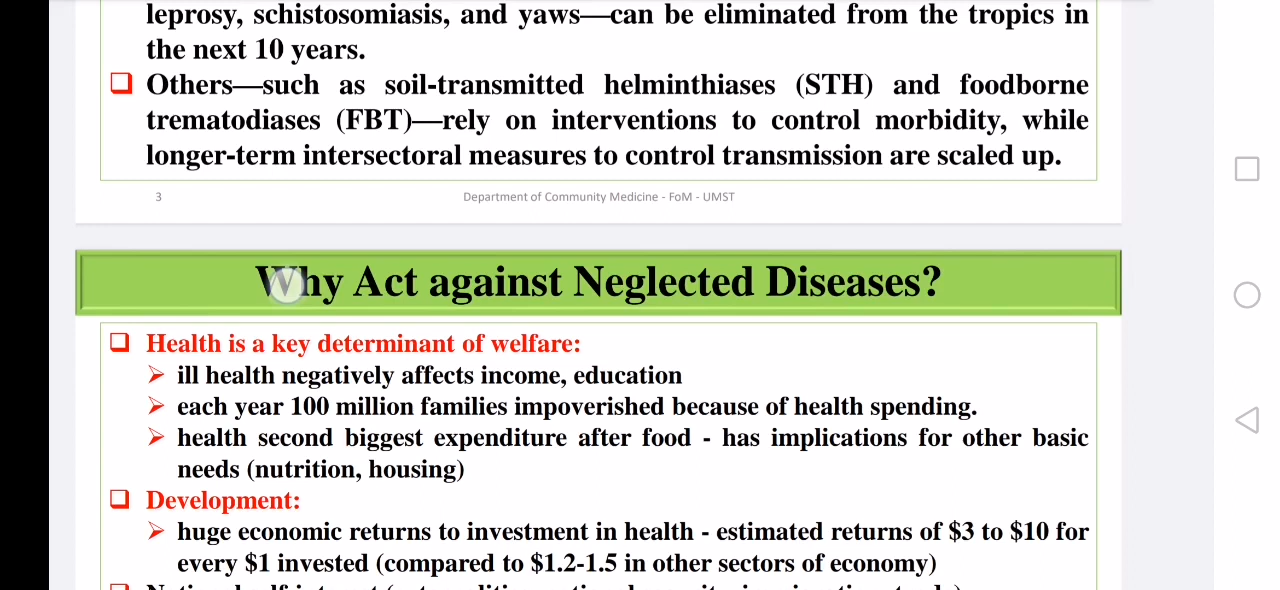 leprosy, schistosomiasis, and yaws—can be eliminated from the tropics in
the next 10 years.
Others—such as soil-transmitted helminthiases (STH) and foodborne
trematodiases (FBT)—rely on interventions to control morbidity, while
longer-term intersectoral measures to control transmission are scaled up.
3 Department of Community Medicine - FoM - UMST
Why Act against Neglected Diseases?
Health is a key determinant of welfare:
ill health negatively affects income, education
each year 100 million families impoverished because of health spending.
health second biggest expenditure after food - has implications for other basic
needs (nutrition, housing)
Development:
huge economic returns to investment in health - estimated returns of $3 to $10 for
every $1 invested (compared to $1.2-1.5 in other sectors of economy)